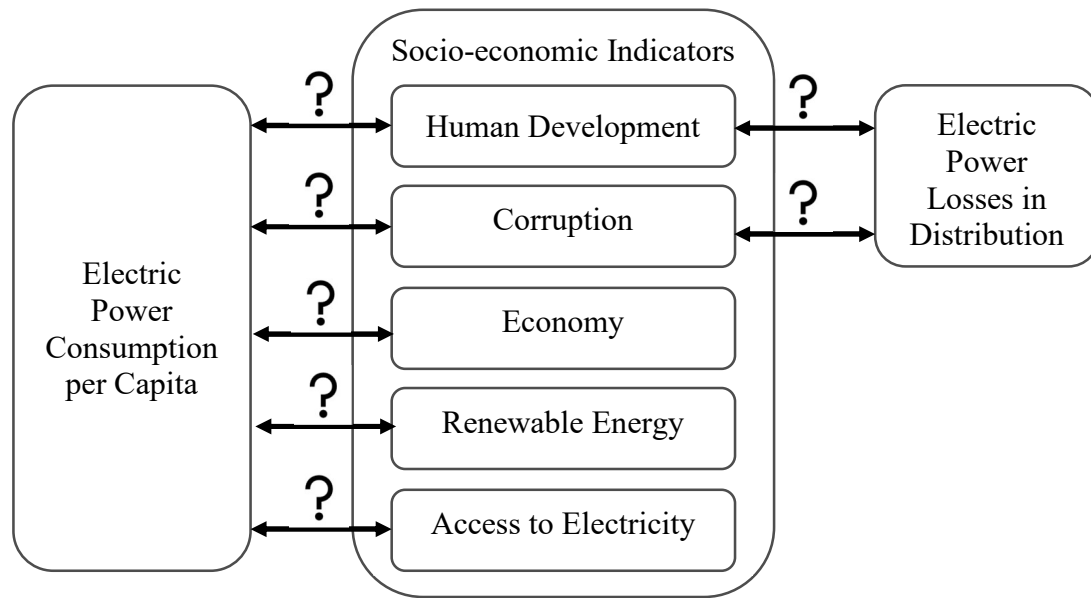 Socio-economic Indicators
?
?
Human Development
Electric
Power
Losses in
Distribution
?
?
Corruption
Electric
Power
Consumption
per Capita
?
Economy
?
Renewable Energy
?
Access to Electricity